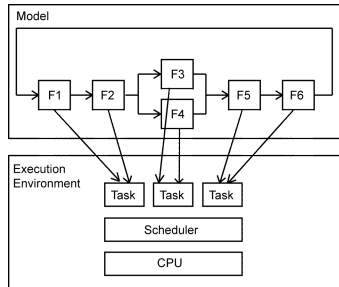 Model
F1
F2
F3
F4
F5
F6
Execution
Environment
Task
Task
Task
Scheduler
CPU